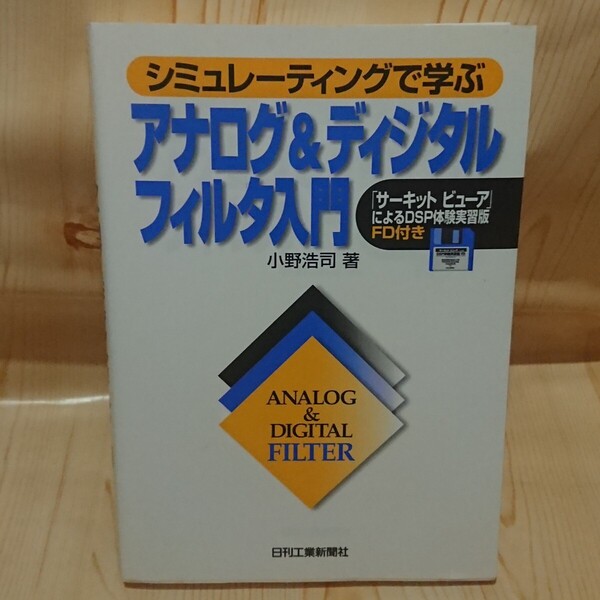 シミュレーティングで学ぶ
アナログ&ディジタル
フィルタ入門
「サーキット ビューア」
によるDSP体験実習版
FD付き
小野浩司 著
ANALOG
&
DIGITAL
FILTER
日刊工業新聞社